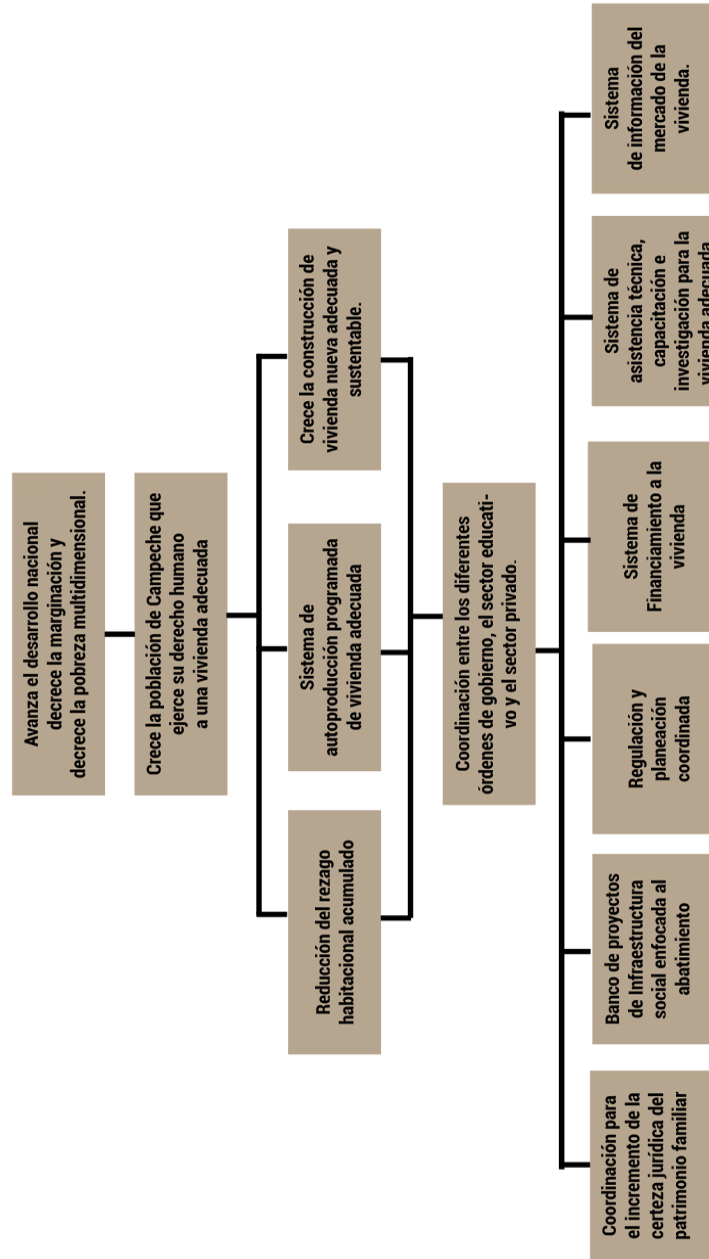 Avanza el desarrollo nacional
decrece la marginación y
decrece la pobreza multidimensional.
Crece la población de Campeche que
ejerce su derecho humano
a una vivienda adecuada
Reducción del rezago
habitacional acumulado
Sistema de
autoproducción programada
de vivienda adecuada
Crece la construcción de
vivienda nueva adecuada y
sustentable.
Coordinación entre los diferentes
órdenes de gobierno, el sector educati-
vo y el sector privado.
Coordinación para
el incremento de la
certeza jurídica del
patrimonio familiar
Banco de proyectos
de Infraestructura
social enfocada al
abatimiento
Regulación y
planeación
coordinada
Sistema de
Financiamiento a la
vivienda
Sistema de
asistencia técnica,
capacitación e
investigación para la
vivienda adecuada
Sistema
de información del
mercado de la
vivienda.